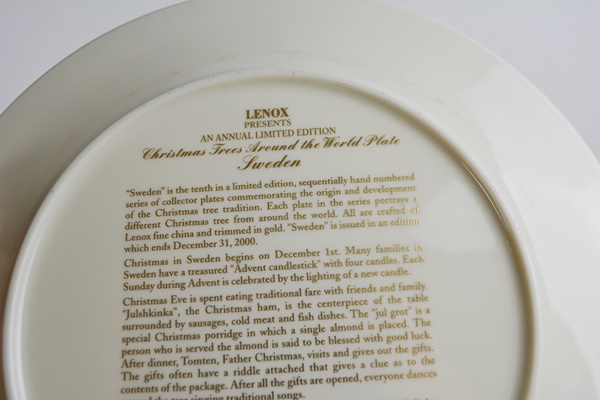 LENOX
PRESENTS
AN ANNUAL LIMITED EDITION
Christmas Trees Around the World Plate
Sweden
"Sweden" is the tenth in a limited edition, sequentially hand numbered
series of collector plates commemorating the origin and development
of the Christmas tree tradition. Each plate in the series portrays a
different Christmas tree from around the world. All are crafted of
Lenox fine china and trimmed in gold. "Sweden" is issued in an edition
which ends December 31, 2000.
Christmas in Sweden begins on December 1st. Many families in
Sweden have a treasured "Advent candlestick" with four candles. Each
Sunday during Advent is celebrated by the lighting of a new candle.
Christmas Eve is spent eating traditional fare with friends and family.
"Julshkinka", the Christmas ham, is the centerpiece of the table
surrounded by sausages, cold meat and fish dishes. The "jul grot" is a
special Christmas porridge in which a single almond is placed. The
person who is served the almond is said to be blessed with good luck.
After dinner, Tomten, Father Christmas, visits and gives out the gifts.
The gifts often have a riddle attached that gives a clue as to the
contents of the package. After all the gifts are opened, everyone dances
around the tree singing traditional songs.